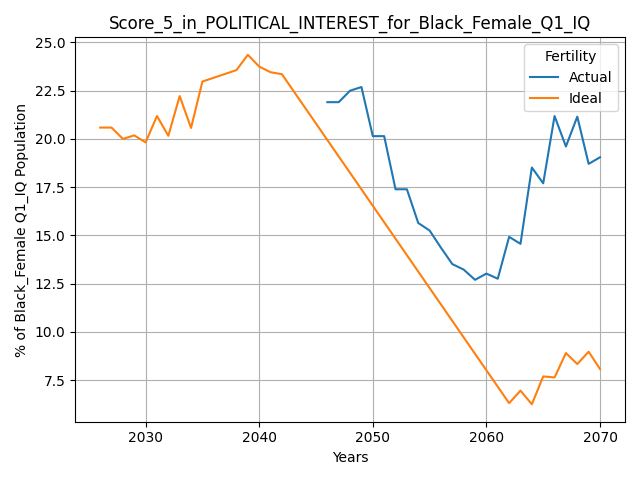 Score_5_in_POLITICAL_INTEREST_for_Black_Female_Q1_IQ
% of Black_Female Q1_IQ Population
25.0
22.5
20.0
17.5
15.0
12.5
10.0
7.5
Fertility
Actual
Ideal
2030 2040 2050 2060 2070
Years